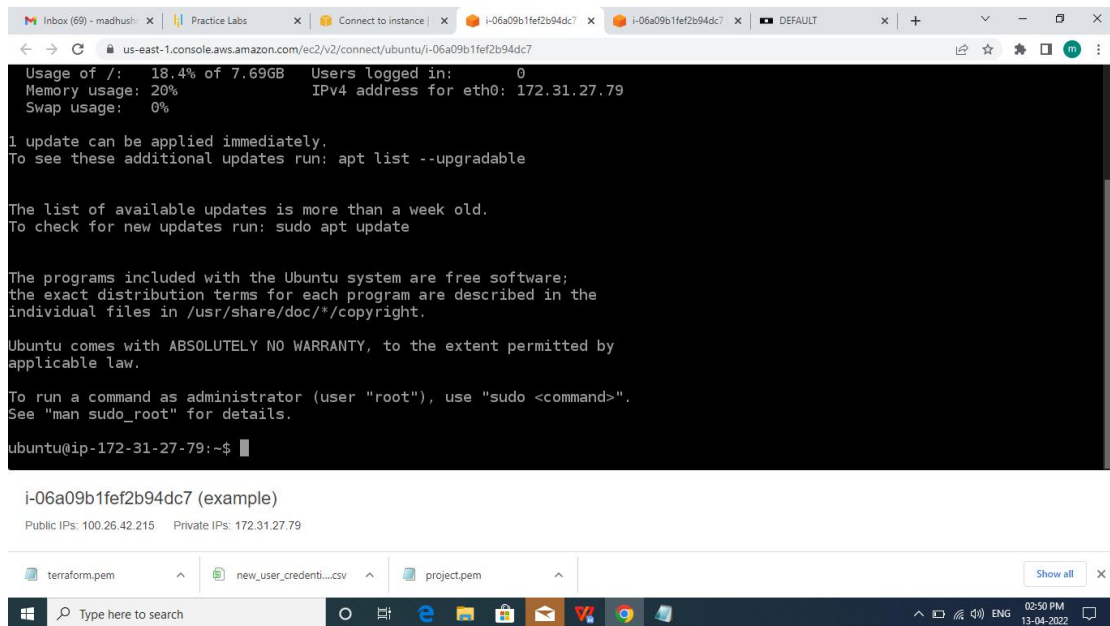 Inbox (69) - madhush
Practice Labs
Connect to instance |
i-06a09b1fef2b94dc7
i-06a09b1fef2b94dc7
DEFAULT
us-east-1.console.aws.amazon.com/ec2/v2/connect/ubuntu/i-06a09b1fef2b94dc7
m
Usage of /: 18.4% of 7.69GB Users logged in: 0
Memory usage: 20% IPv4 address for eth0: 172.31.27.79
Swap usage: 0%
1 update can be applied immediately.
To see these additional updates run: apt list --upgradable
The list of available updates is more than a week old.
To check for new updates run: sudo apt update
The programs included with the Ubuntu system are free software;
the exact distribution terms for each program are described in the
individual files in /usr/share/doc/*/copyright.
Ubuntu comes with ABSOLUTELY NO WARRANTY, to the extent permitted by
applicable law.
To run a command as administrator (user "root"), use "sudo <command>".
See "man sudo_root" for details.
ubuntu@ip-172-31-27-79:~$
i-06a09b1fef2b94dc7 (example)
Public IPs: 100.26.42.215 Private IPs: 172.31.27.79
terraform.pem
new_user_credenti....csv
project.pem
Show all
Type here to search
ENG
02:50 PM
13-04-2022